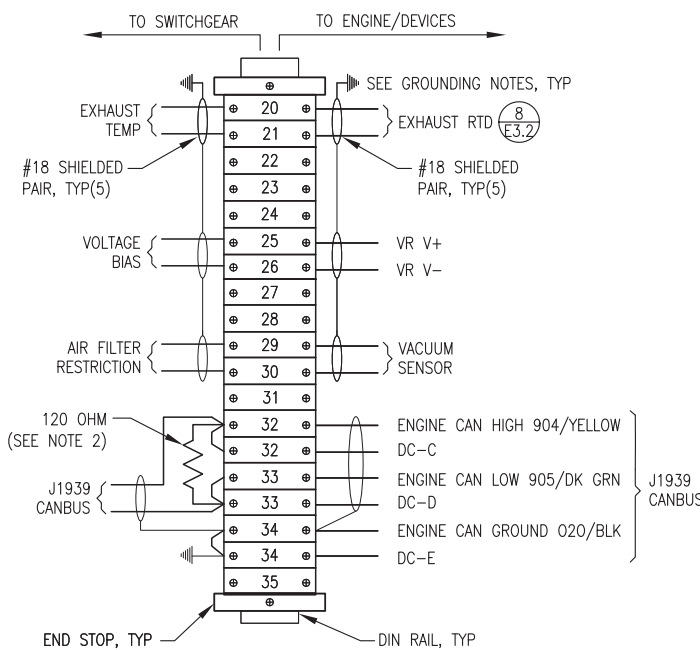 TO SWITCHGEAR
TO ENGINE/DEVICES
SEE GROUNDING NOTES, TYP
EXHAUST
TEMP
20
21
EXHAUST RTD
8
E3.2
#18 SHIELDED
PAIR, TYP(5)
#18 SHIELDED
PAIR, TYP(5)
22
23
24
VOLTAGE
BIAS
25
26
VR V+
VR V-
27
28
AIR FILTER
RESTRICTION
29
30
VACUUM
SENSOR
31
120 OHM
(SEE NOTE 2)
32
ENGINE CAN HIGH 904/YELLOW
32
DC-C
33
ENGINE CAN LOW 905/DK GRN
J1939
CANBUS
33
DC-D
J1939
CANBUS
34
ENGINE CAN GROUND 020/BLK
34
DC-E
35
END STOP, TYP
DIN RAIL, TYP